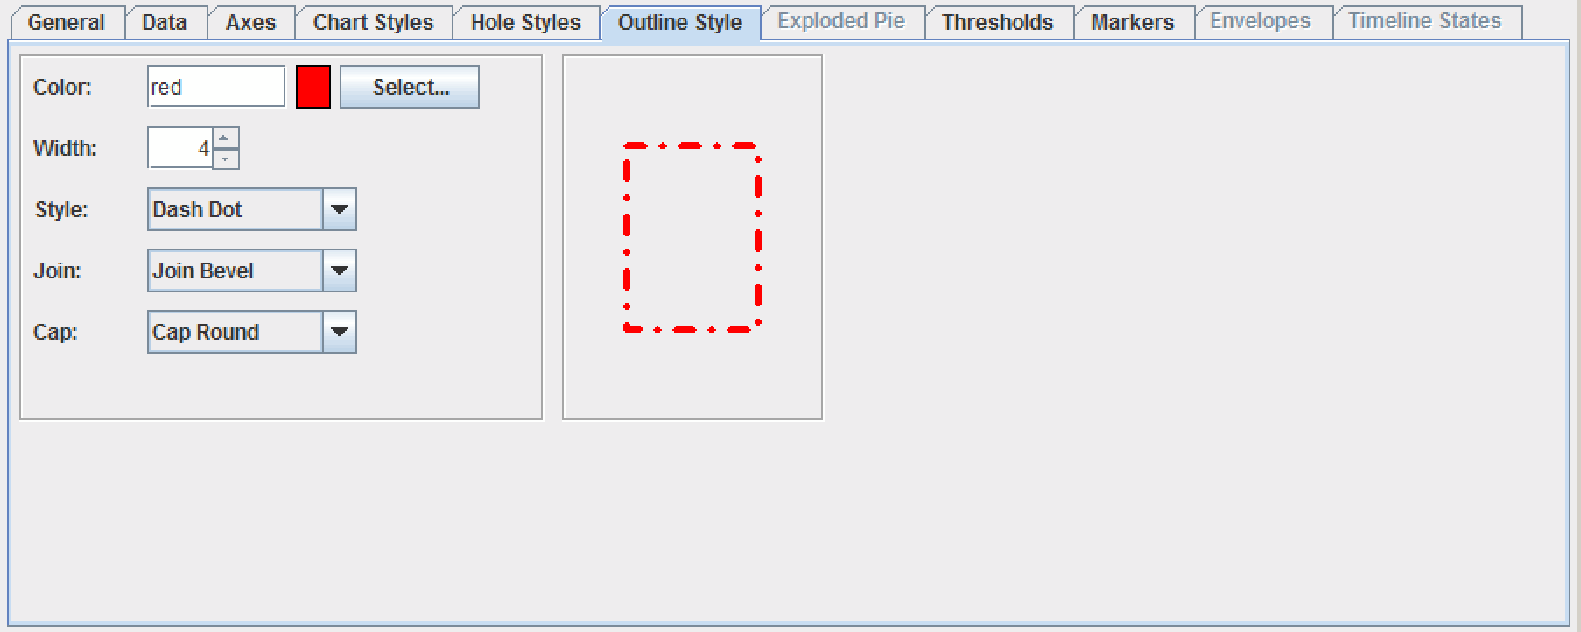 General Data Axes Chart Styles Hole Styles Outline Style Exploded Pie Thresholds Markers Envelopes Timeline States
Color: red Select...
Width: 4
Style: Dash Dot
Join: Join Bevel
Cap: Cap Round